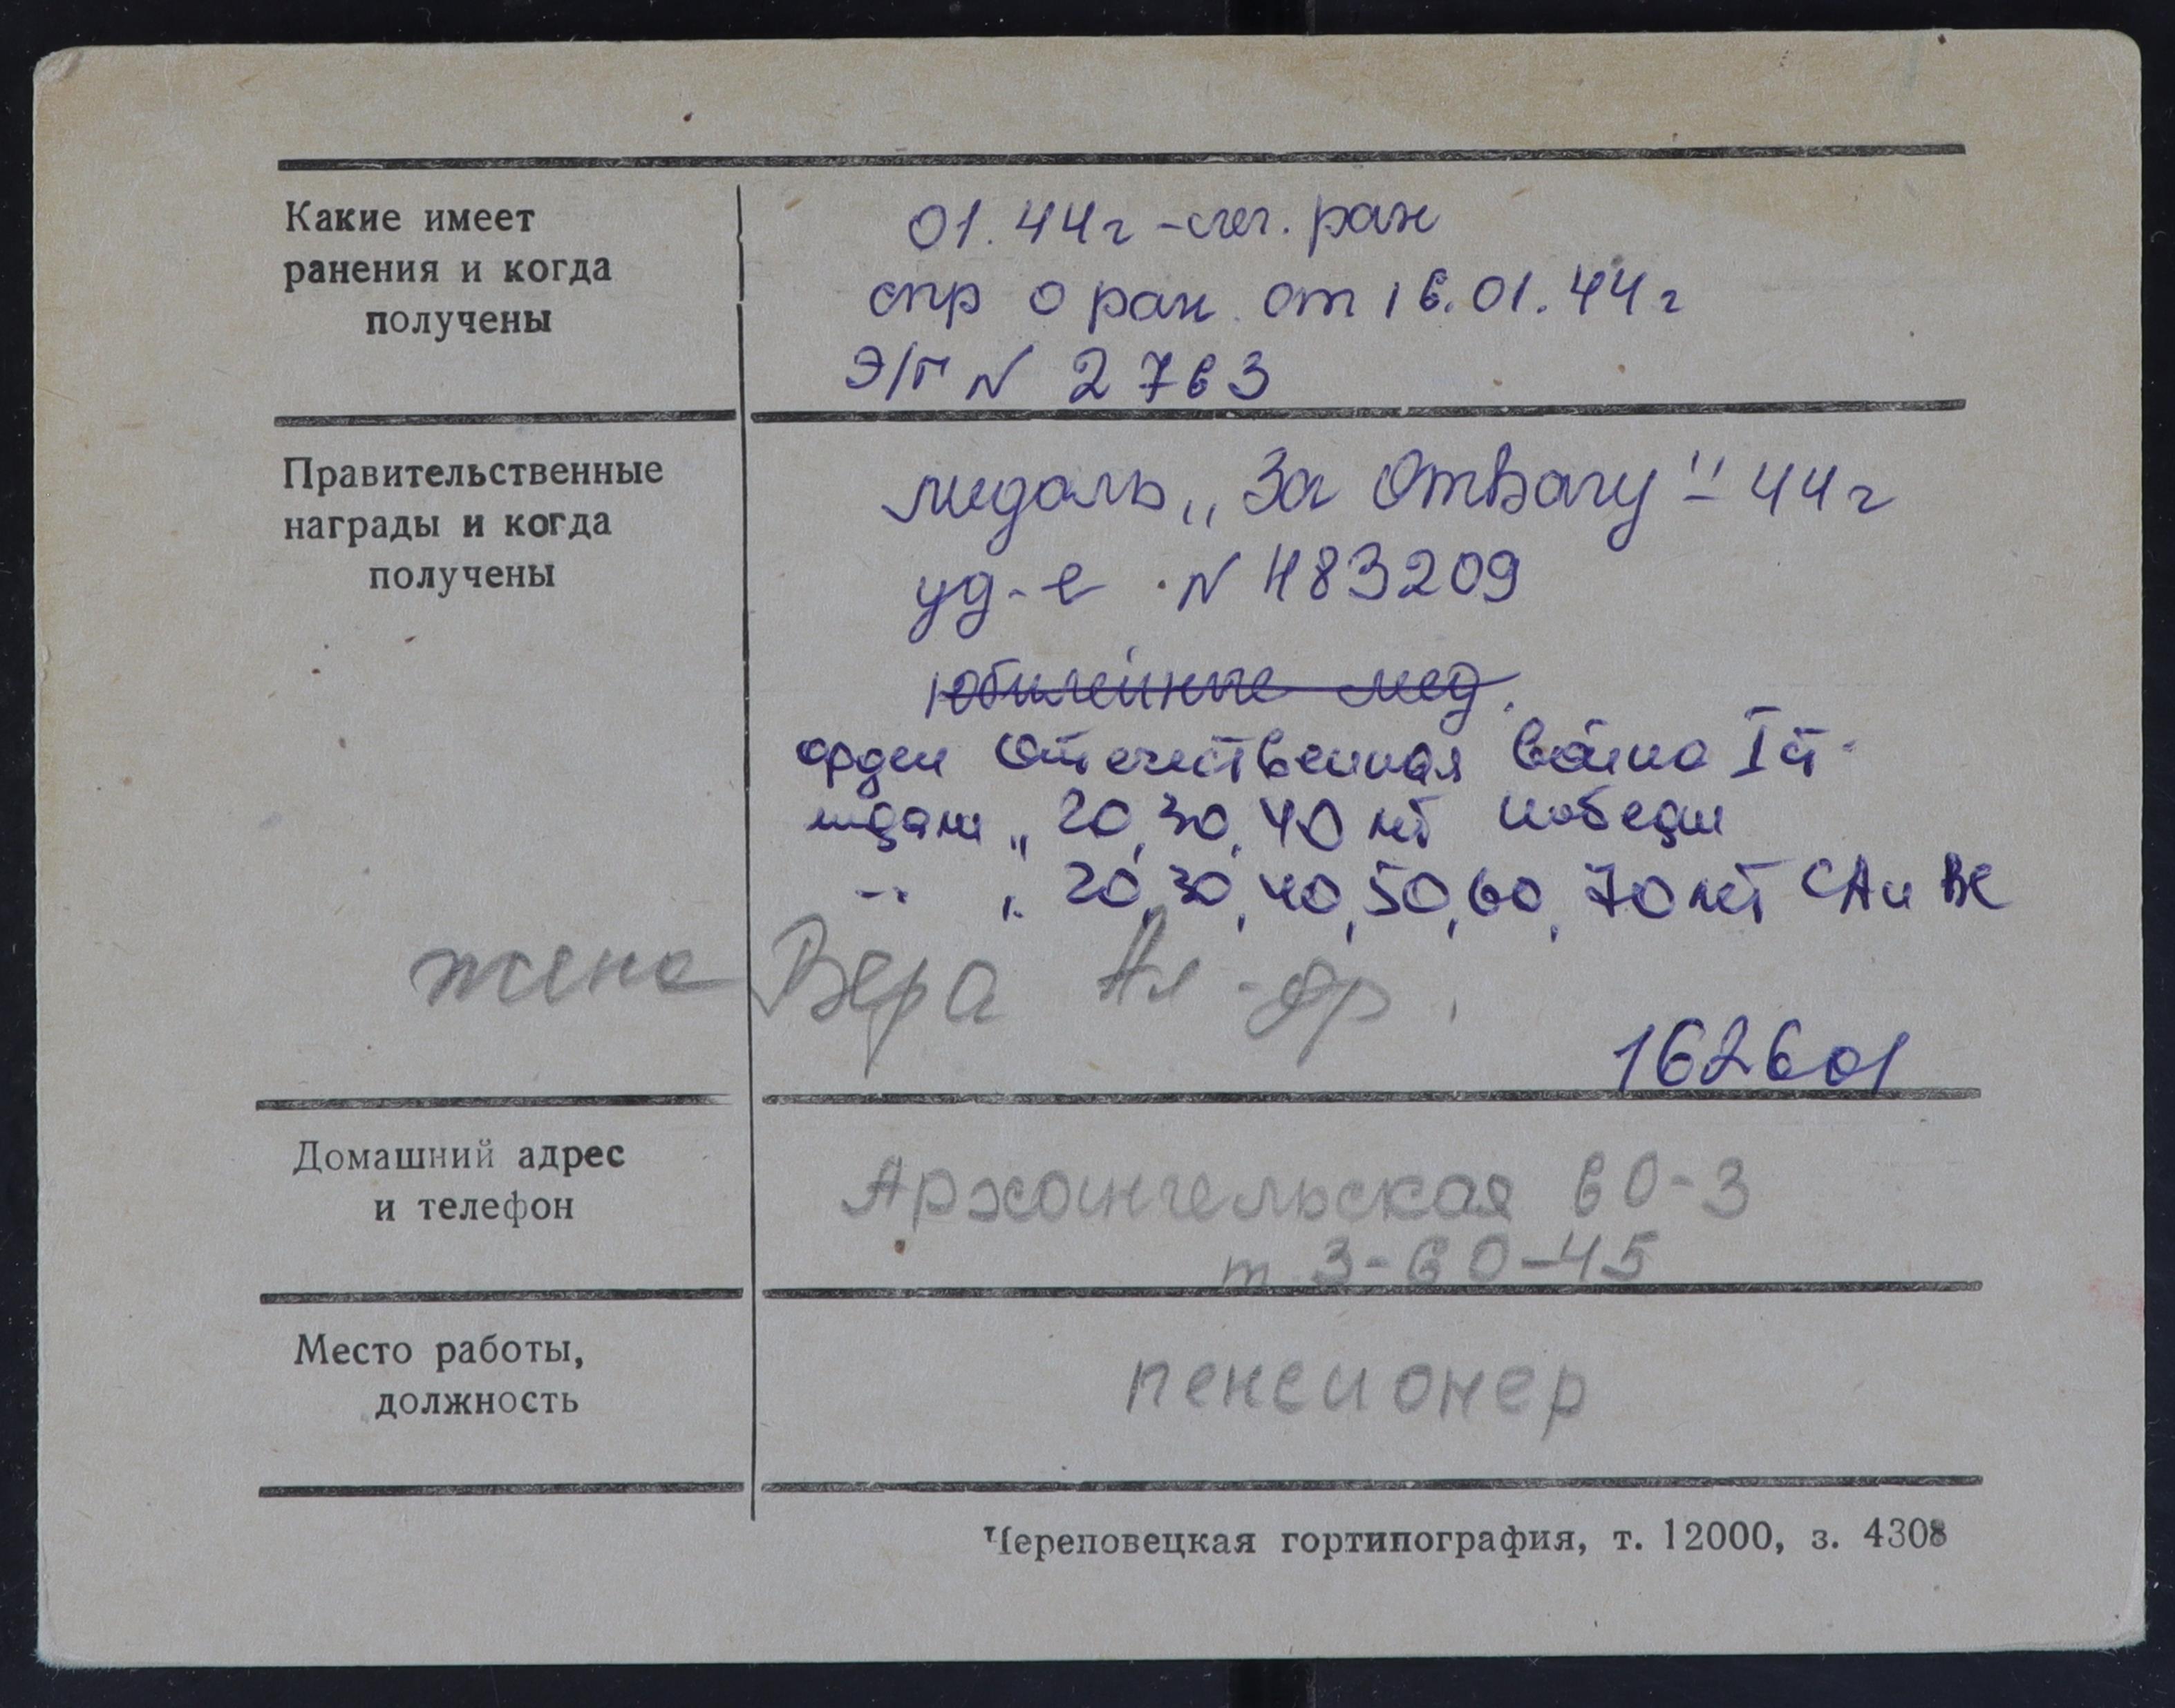 Какие имеет
ранения и когда
получены
01.44г - лег. ран
спр о ран. от 16.01.44г
Э/Г N 2763
Правительственные
награды и когда
получены
медаль „За Отвагу" - 44г
уд-е N 483209
юбилейные мед.
орден Отечественная война I ст.
медали „ 20, 30, 40 лет победы
-„- „ 20, 30, 40, 50, 60, 70 лет СА и ВС
жена Вера Ал-др.
162601
Домашний адрес
и телефон
Архангельская 60-3
т 3-60-45
Место работы,
должность
пенсионер
Череповецкая гортипография, т. 12000, з. 4308